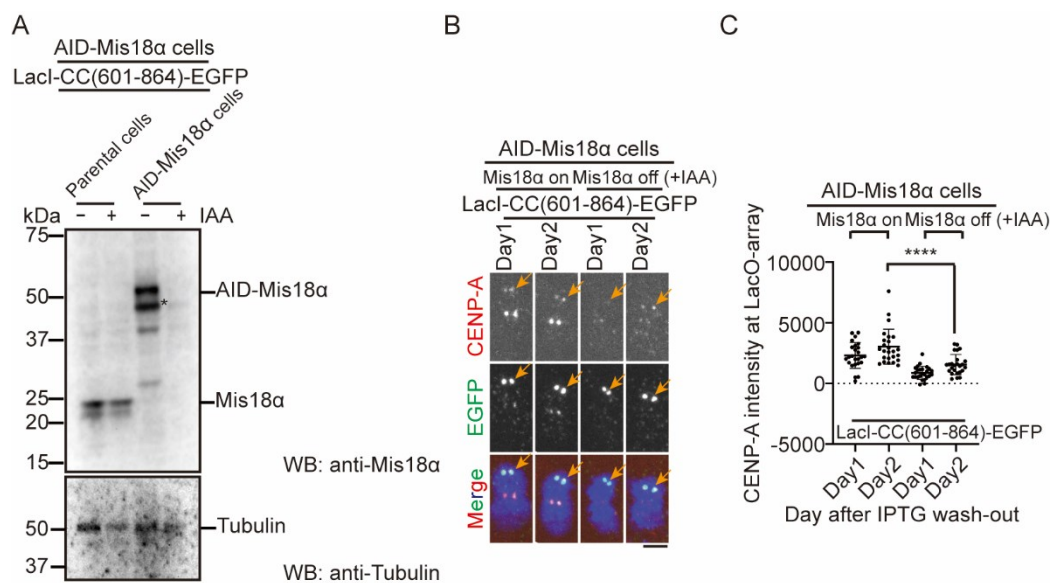 A
AID-Mis18α cells
LacI-CC(601-864)-EGFP
Parental cells
AID-Mis18α cells
kDa − + − + IAA
75
50
37
25
20
15
AID-Mis18α
*
Mis18α
WB: anti-Mis18α
50
37
Tubulin
WB: anti-Tubulin
B
AID-Mis18α cells
Mis18α on Mis18α off (+IAA)
LacI-CC(601-864)-EGFP
Day1 Day2 Day1 Day2
CENP-A
EGFP
Merge
C
AID-Mis18α cells
Mis18α on Mis18α off (+IAA)
****
CENP-A intensity at LacO-array
10000
5000
0
-5000
LacI-CC(601-864)-EGFP
Day1 Day2 Day1 Day2
Day after IPTG wash-out